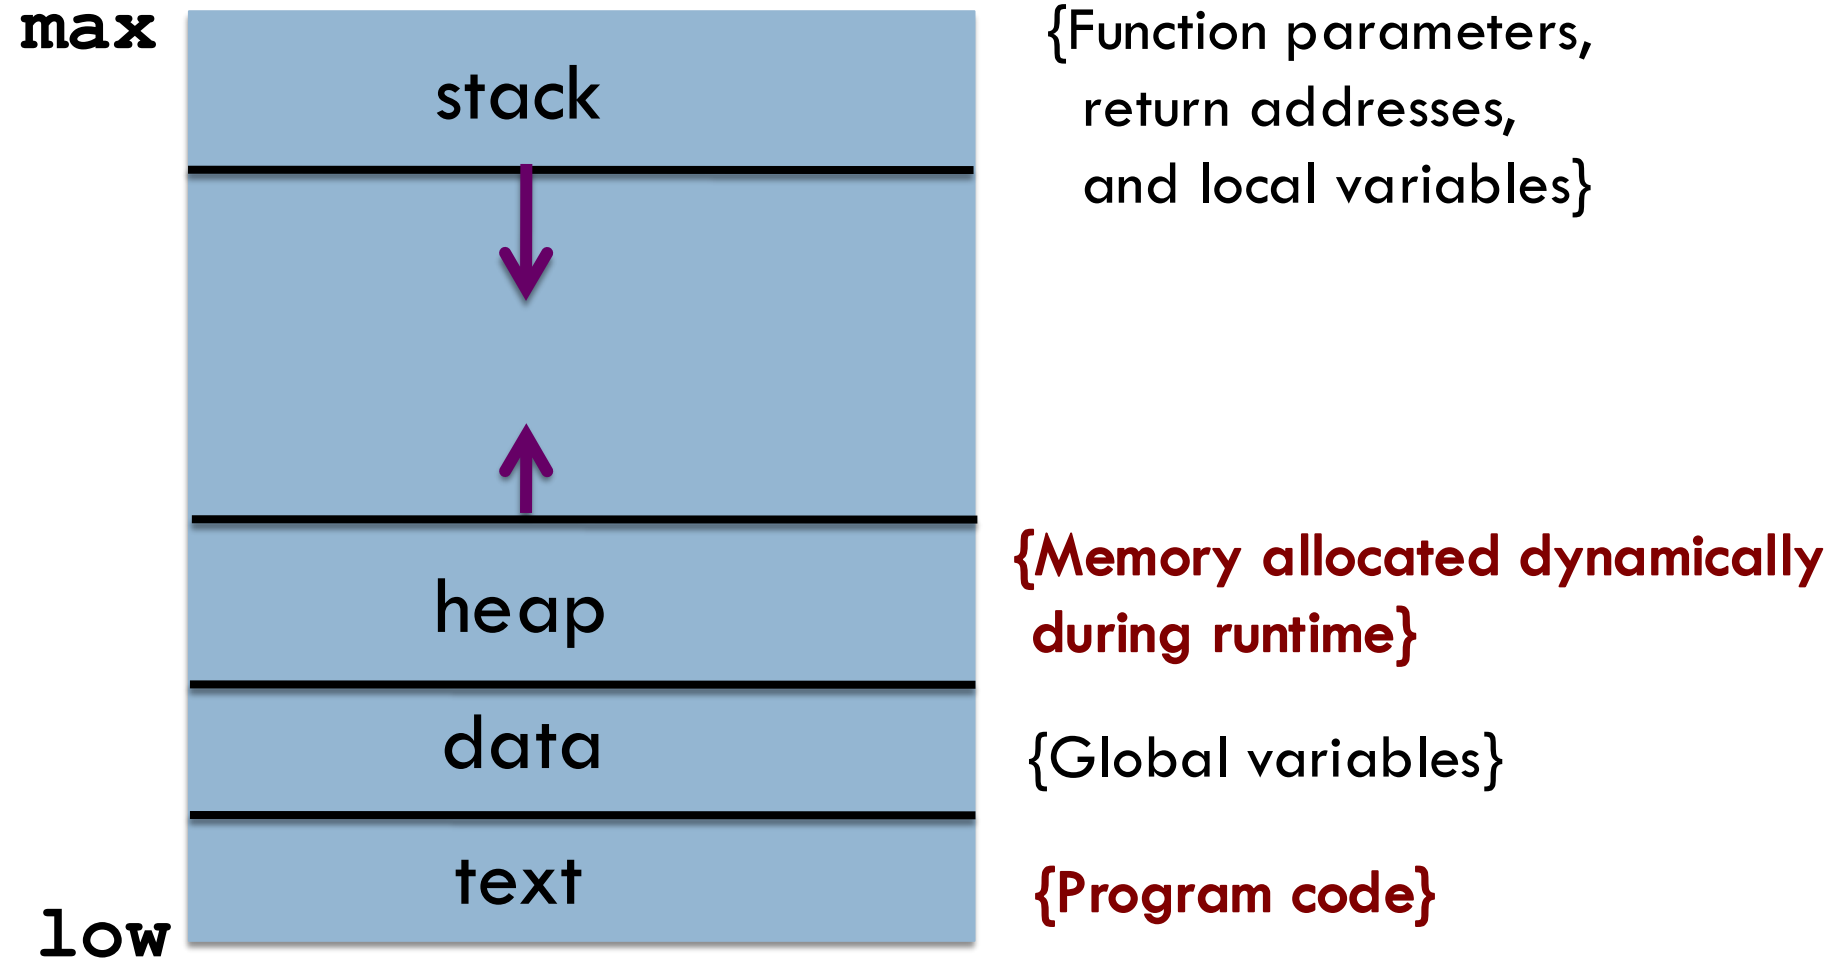 max
stack
{Function parameters,
return addresses,
and local variables}
heap
{Memory allocated dynamically
during runtime}
data
{Global variables}
text
{Program code}
low